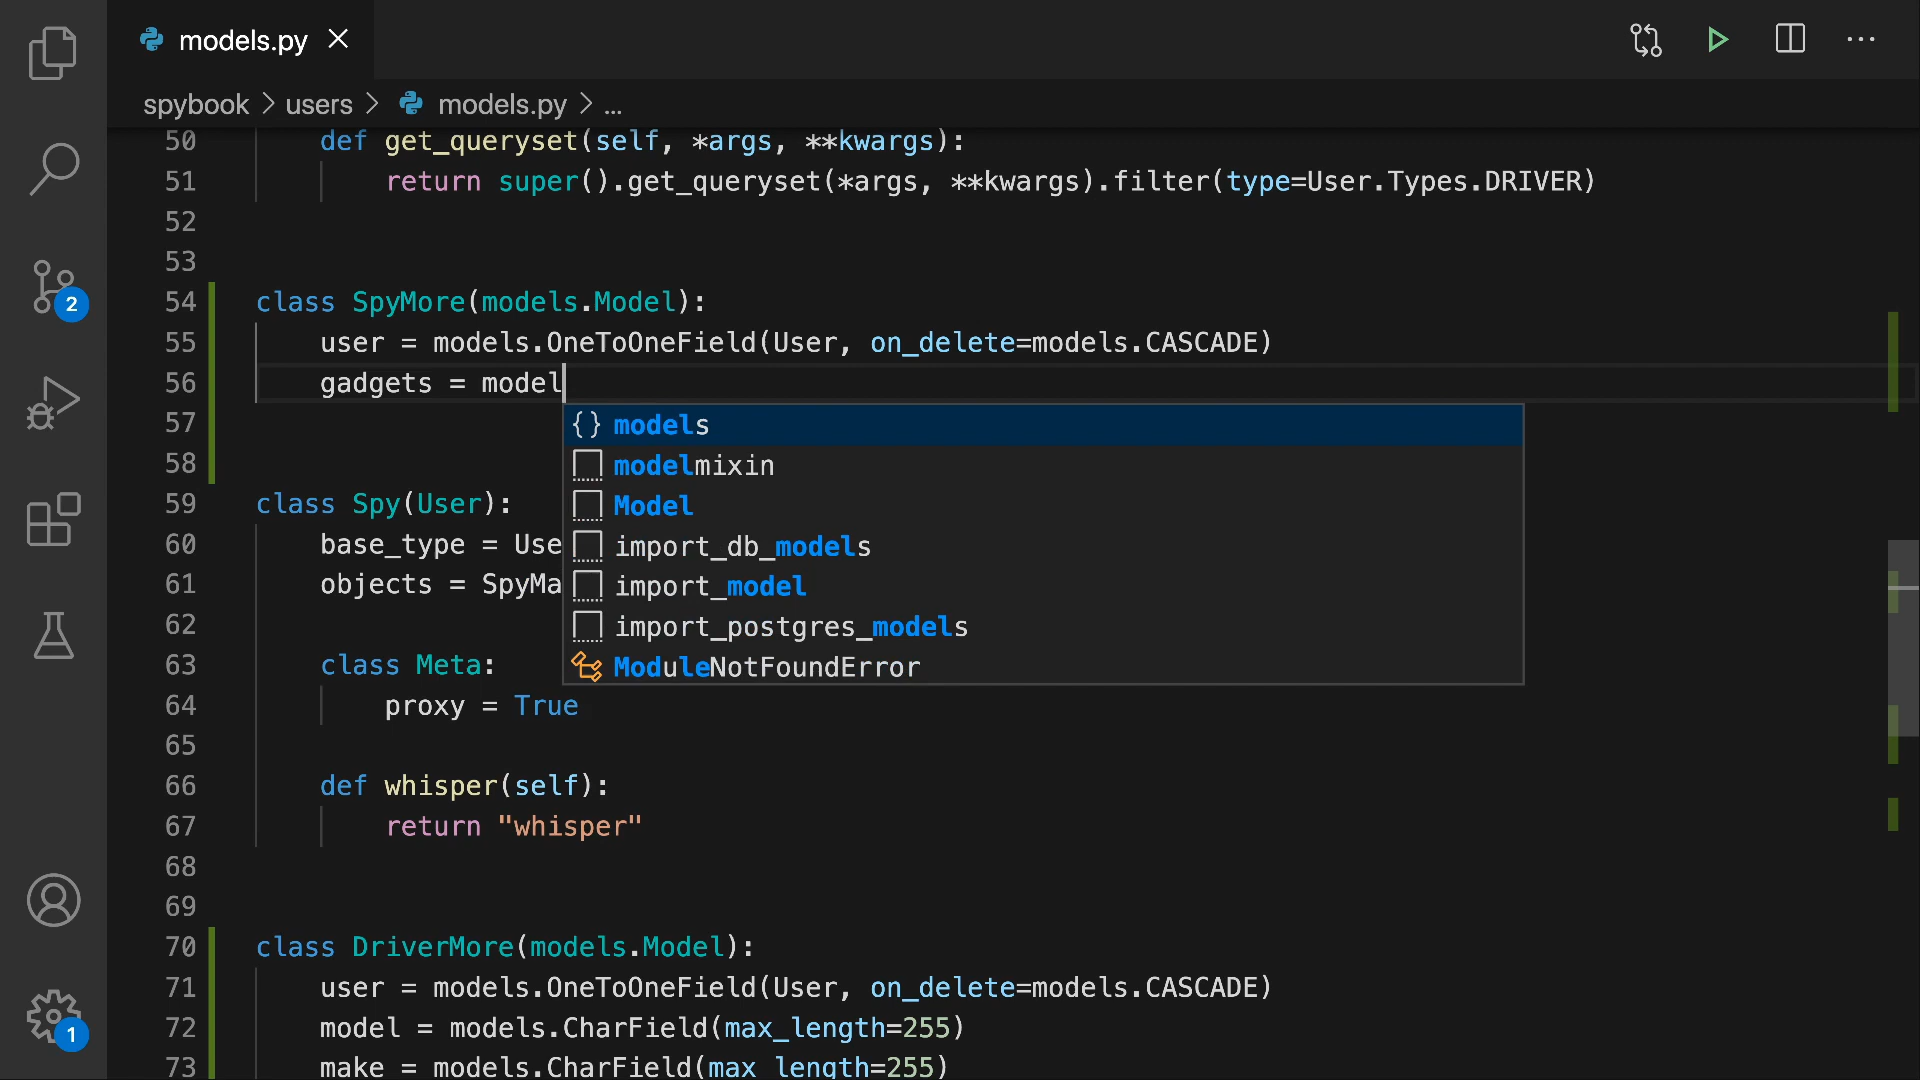 models.py
spybook > users > models.py > ...
50 def get_queryset(self, *args, **kwargs):
51 return super().get_queryset(*args, **kwargs).filter(type=User.Types.DRIVER)
52
53
54 class SpyMore(models.Model):
55 user = models.OneToOneField(User, on_delete=models.CASCADE)
56 gadgets = model
57 {} models
modelmixin
58
Model
59 class Spy(User):
60 base_type = Use
import_db_models
61 objects = SpyMa
import_model
62
import_postgres_models
63 class Meta:
ModuleNotFoundError
64 proxy = True
65
66 def whisper(self):
67 return "whisper"
68
69
70 class DriverMore(models.Model):
71 user = models.OneToOneField(User, on_delete=models.CASCADE)
72 model = models.CharField(max_length=255)
73 make = models.CharField(max_length=255)
2
1